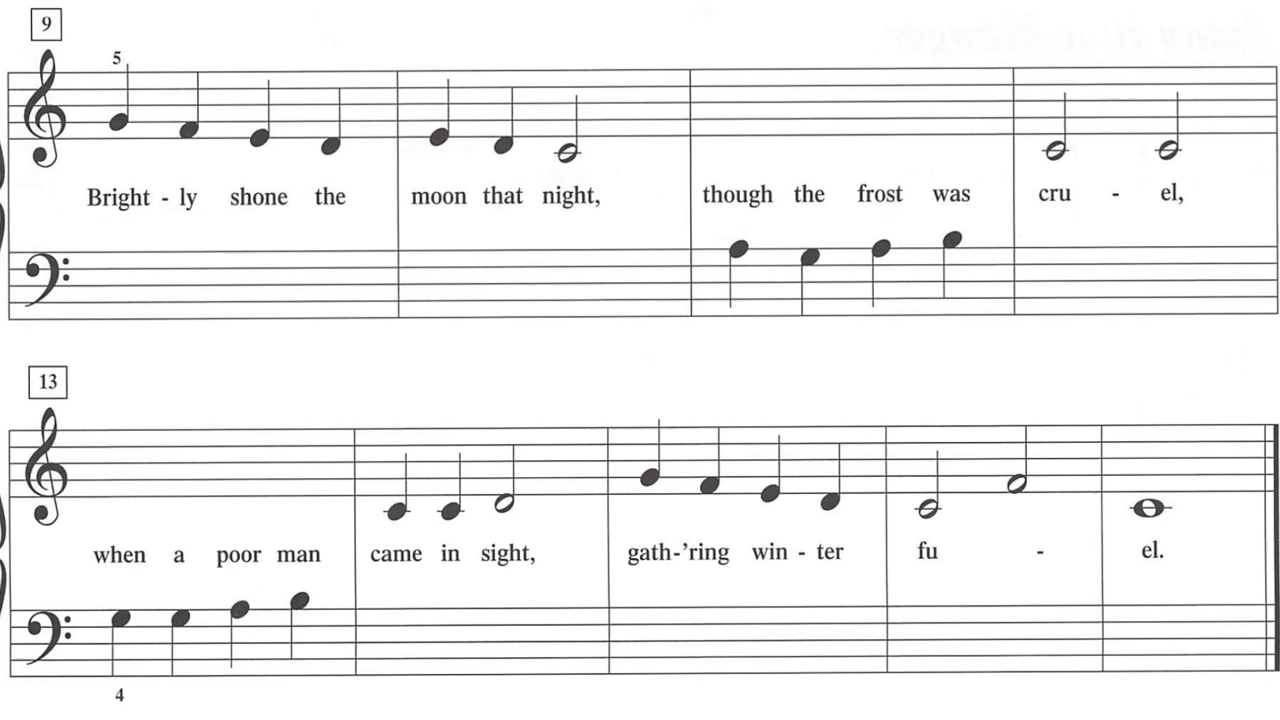 9
5
Bright - ly shone the moon that night, though the frost was cru - el,
13
when a poor man came in sight, gath-'ring win - ter fu - el.
4